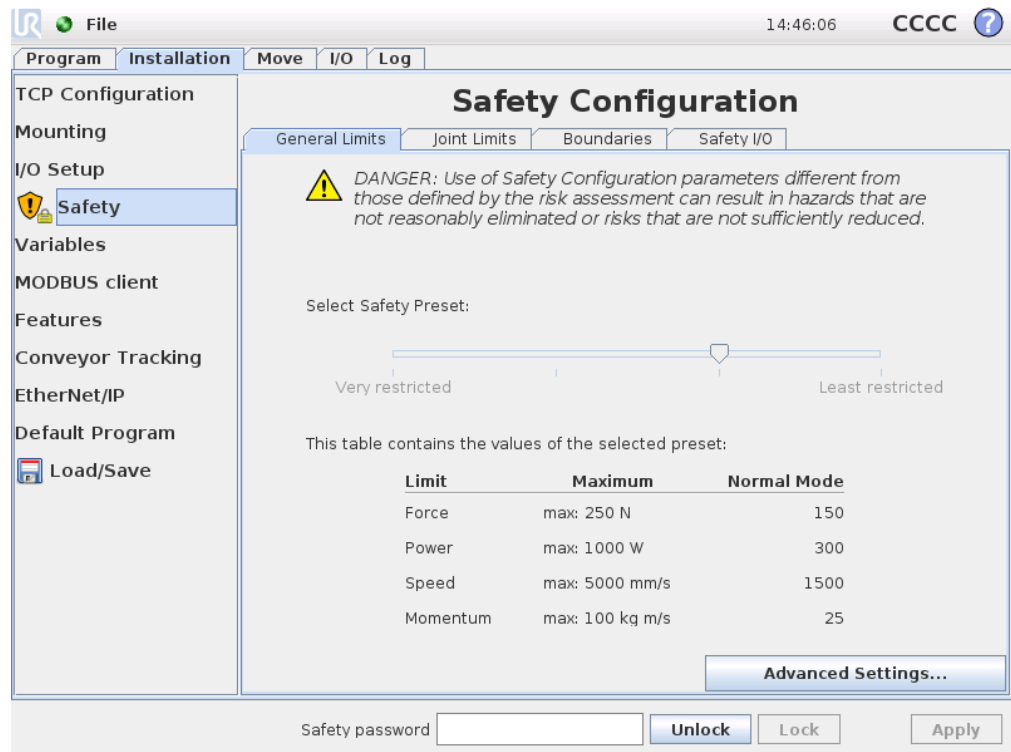 UR File 14:46:06 CCCC ?
Program Installation Move I/O Log
TCP Configuration
Mounting
I/O Setup
Safety
Variables
MODBUS client
Features
Conveyor Tracking
EtherNet/IP
Default Program
Load/Save
Safety Configuration
General Limits Joint Limits Boundaries Safety I/O
DANGER: Use of Safety Configuration parameters different from
those defined by the risk assessment can result in hazards that are
not reasonably eliminated or risks that are not sufficiently reduced.
Select Safety Preset:
Very restricted Least restricted
This table contains the values of the selected preset:
Limit Maximum Normal Mode
Force max: 250 N 150
Power max: 1000 W 300
Speed max: 5000 mm/s 1500
Momentum max: 100 kg m/s 25
Advanced Settings...
Safety password Unlock Lock Apply